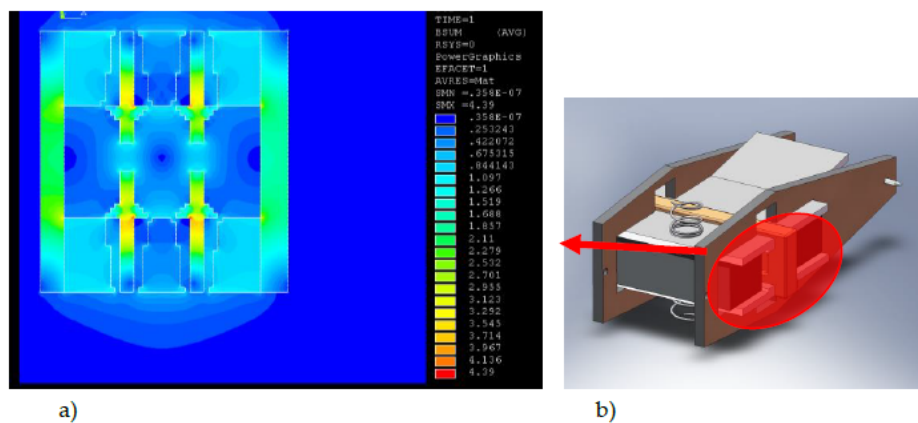 TIME=1
BSUM (AVG)
RSYS=0
PowerGraphics
EFACET=1
AVRES=Mat
SMN =.358E-07
SMX =4.39
.358E-07
.253243
.422072
.675315
.844143
1.097
1.266
1.519
1.688
1.857
2.11
2.279
2.532
2.701
2.955
3.123
3.292
3.545
3.714
3.967
4.136
4.39
a)
b)